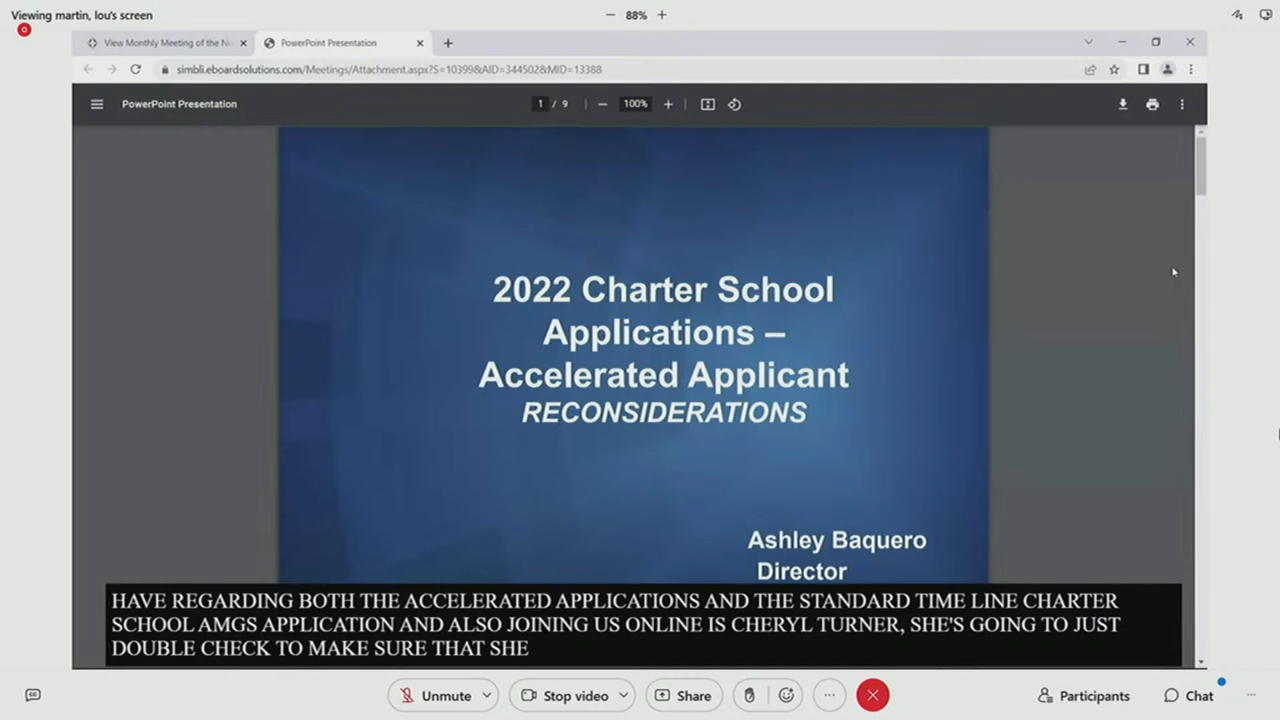 Viewing martin, lou's screen
88%
View Monthly Meeting of the No
PowerPoint Presentation
simbli.eboardsolutions.com/Meetings/Attachment.aspx?S=10399&AID=344502&MID=13388
PowerPoint Presentation
1 / 9
100%
2022 Charter School
Applications –
Accelerated Applicant
RECONSIDERATIONS
Ashley Baquero
Director
HAVE REGARDING BOTH THE ACCELERATED APPLICATIONS AND THE STANDARD TIME LINE CHARTER
SCHOOL AMGS APPLICATION AND ALSO JOINING US ONLINE IS CHERYL TURNER, SHE'S GOING TO JUST
DOUBLE CHECK TO MAKE SURE THAT SHE
Unmute
Stop video
Share
Participants
Chat